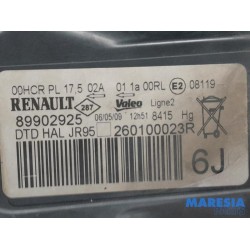 00HCR PL 17,5 02A 01 1a 00RL E2 08119
RENAULT 287 Valeo Ligne2
89902925 06/05/09 12h51 8415 Hg
DTD HAL JR95 260100023R
6J
MARESIA